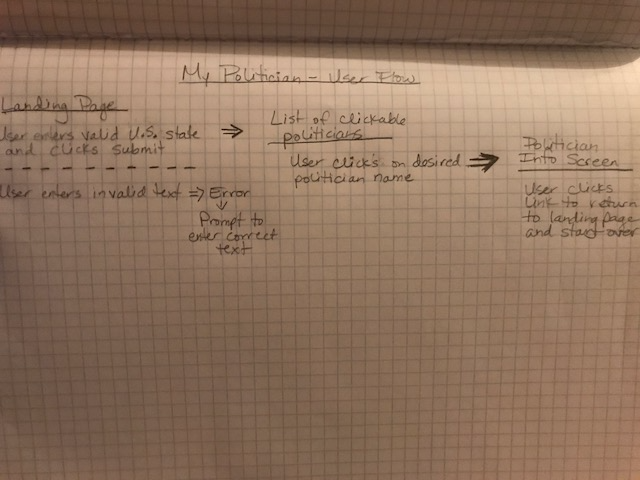 My Politician - User Flow
Landing Page
User enters valid U.S. state
and clicks submit
⇒
User enters invalid text ⇒ Error
↓
Prompt to
enter correct
text
List of clickable
politicians
User clicks on desired
politician name
⇒
Politician
Info Screen
User clicks
link to return
to landing page
and start over